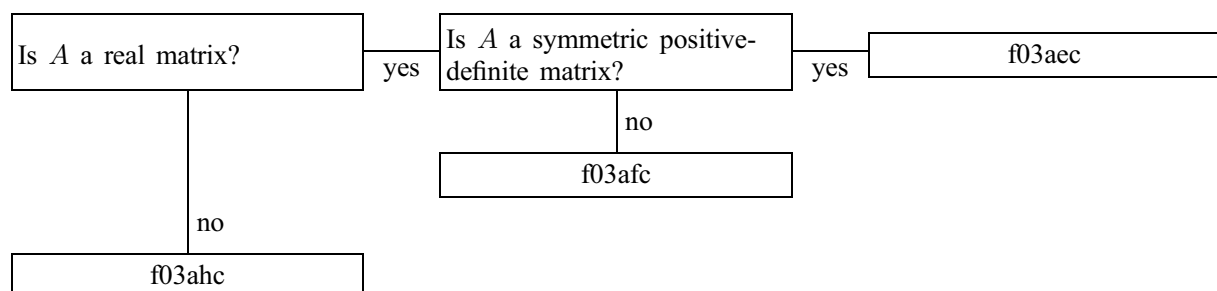 Is A a real matrix?
yes
Is A a symmetric positive-
definite matrix?
yes
f03aec
no
f03afc
no
f03ahc